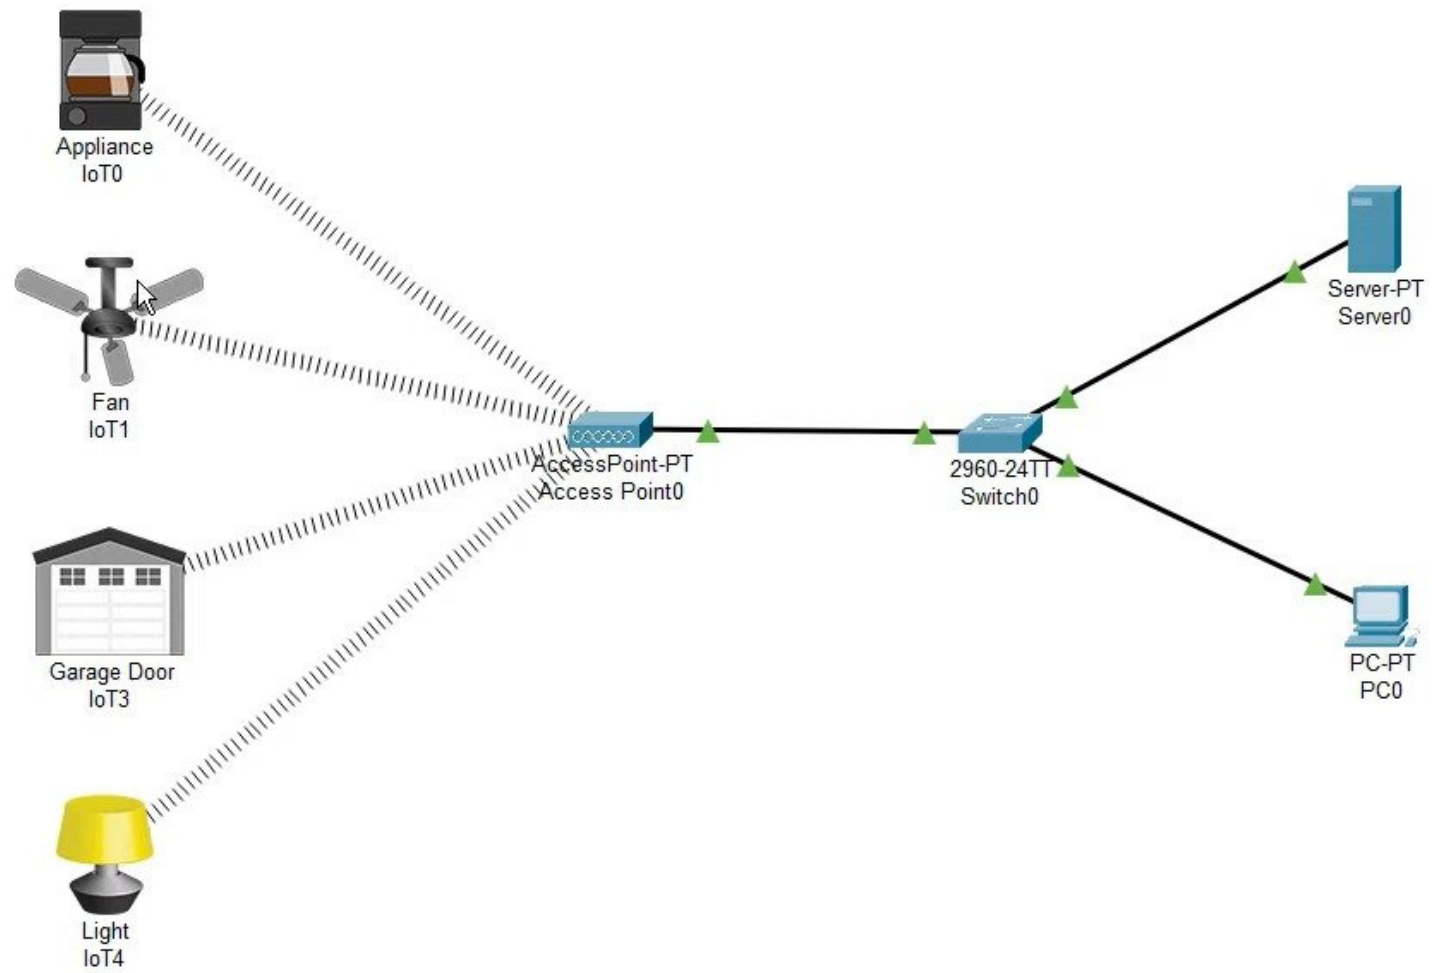 Appliance
IoT0
Fan
IoT1
Garage Door
IoT3
Light
IoT4
AccessPoint-PT
Access Point0
2960-24TT
Switch0
Server-PT
Server0
PC-PT
PC0